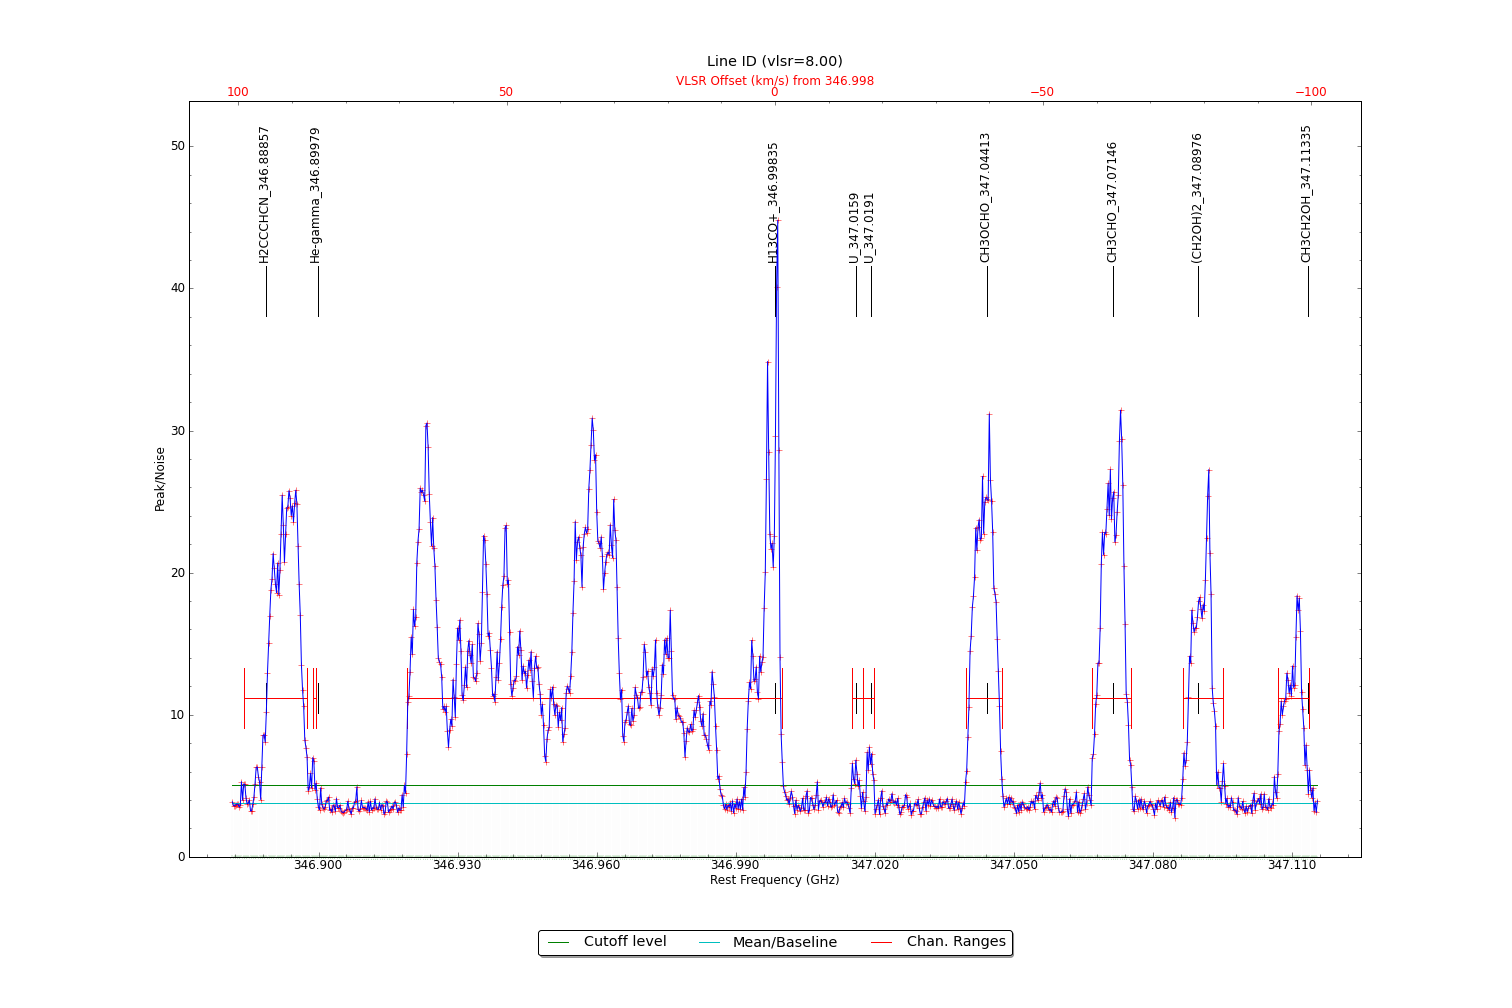 Line ID (vlsr=8.00)
VLSR Offset (km/s) from 346.998
100 50 0 −50 −100
H2CCCHCN_346.88857
He-gamma_346.89979
H13CO+_346.99835
U_347.0159
U_347.0191
CH3OCHO_347.04413
CH3CHO_347.07146
(CH2OH)2_347.08976
CH3CH2OH_347.11335
50
40
30
20
10
0
Peak/Noise
346.900 346.930 346.960 346.990 347.020 347.050 347.080 347.110
Rest Frequency (GHz)
Cutoff level Mean/Baseline Chan. Ranges